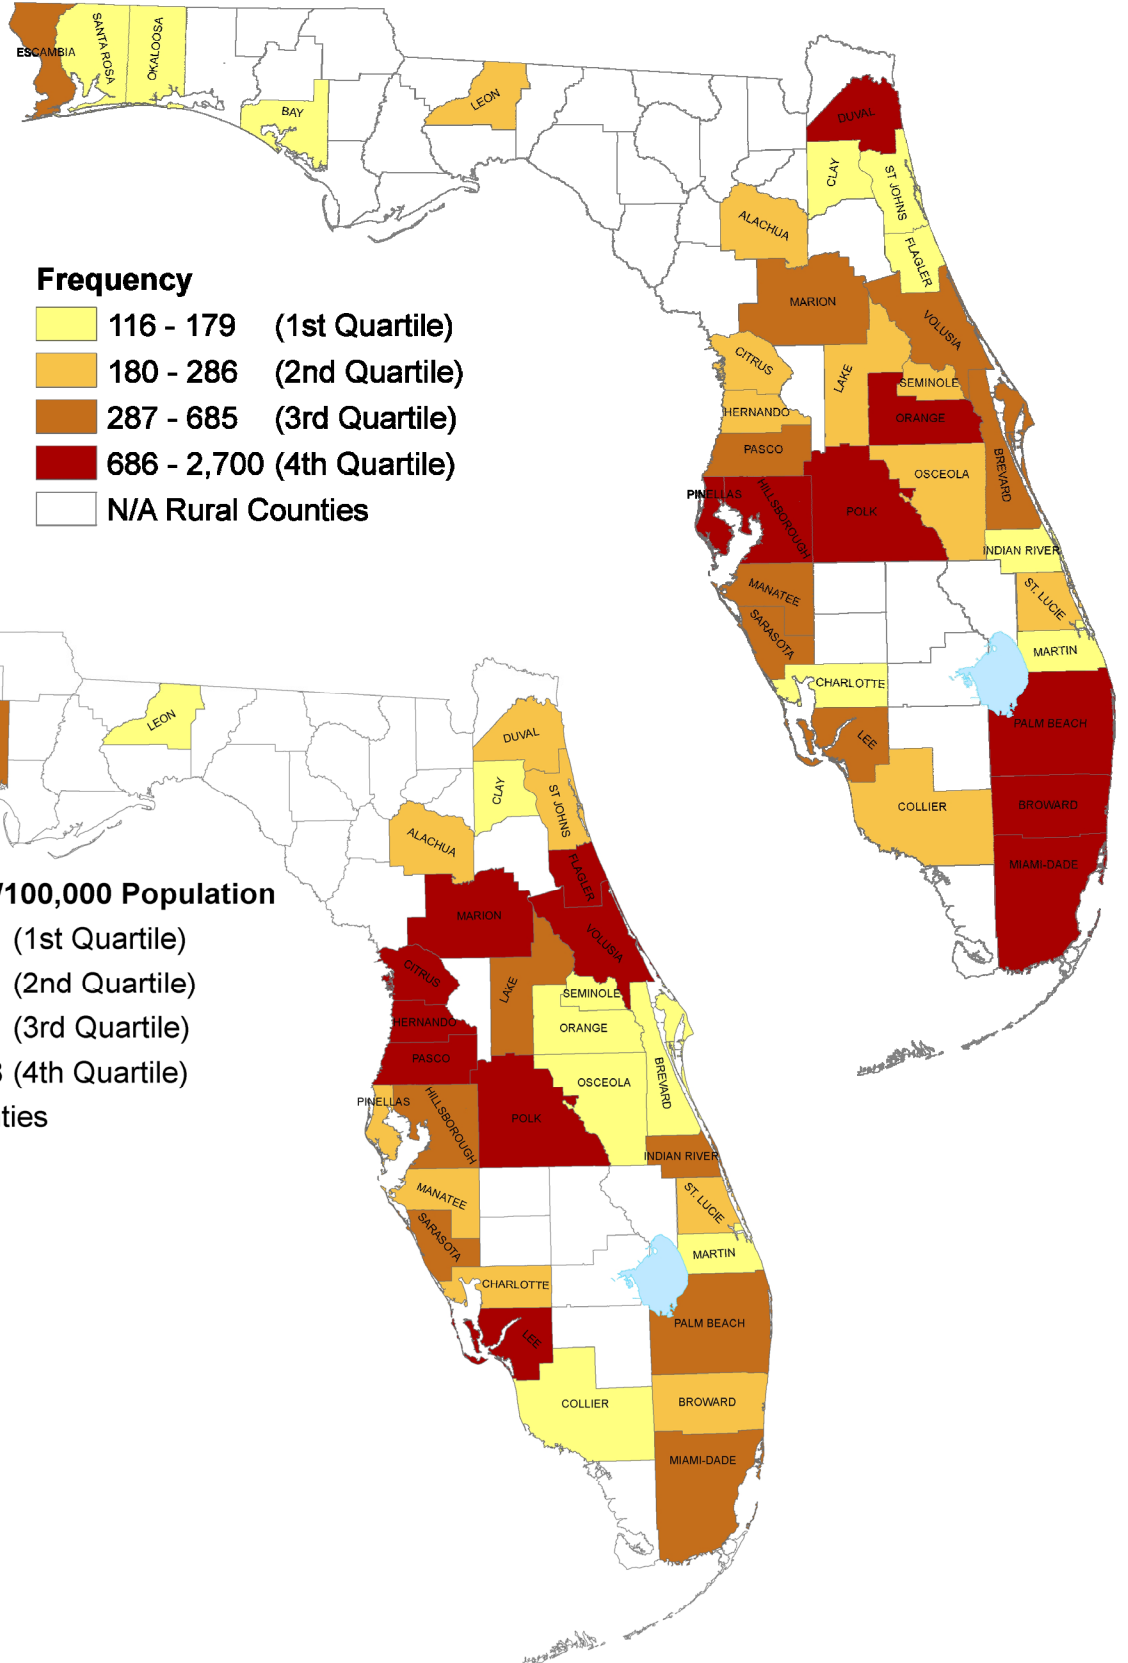 ESCAMBIA
SANTA ROSA
OKALOOSA
BAY
LEON
DUVAL
CLAY
ST JOHNS
ALACHUA
FLAGLER
MARION
VOLUSIA
CITRUS
LAKE
SEMINOLE
HERNANDO
ORANGE
PASCO
OSCEOLA
BREVARD
PINELLAS
HILLSBOROUGH
POLK
INDIAN RIVER
MANATEE
ST. LUCIE
SARASOTA
MARTIN
CHARLOTTE
PALM BEACH
LEE
COLLIER
BROWARD
MIAMI-DADE
Frequency
116 - 179 (1st Quartile)
180 - 286 (2nd Quartile)
287 - 685 (3rd Quartile)
686 - 2,700 (4th Quartile)
N/A Rural Counties
LEON
DUVAL
CLAY
ST JOHNS
ALACHUA
FLAGLER
MARION
VOLUSIA
CITRUS
LAKE
SEMINOLE
HERNANDO
ORANGE
PASCO
OSCEOLA
BREVARD
PINELLAS
HILLSBOROUGH
POLK
INDIAN RIVER
MANATEE
ST. LUCIE
SARASOTA
MARTIN
CHARLOTTE
PALM BEACH
LEE
COLLIER
BROWARD
MIAMI-DADE
/100,000 Population
(1st Quartile)
(2nd Quartile)
(3rd Quartile)
(4th Quartile)
ties